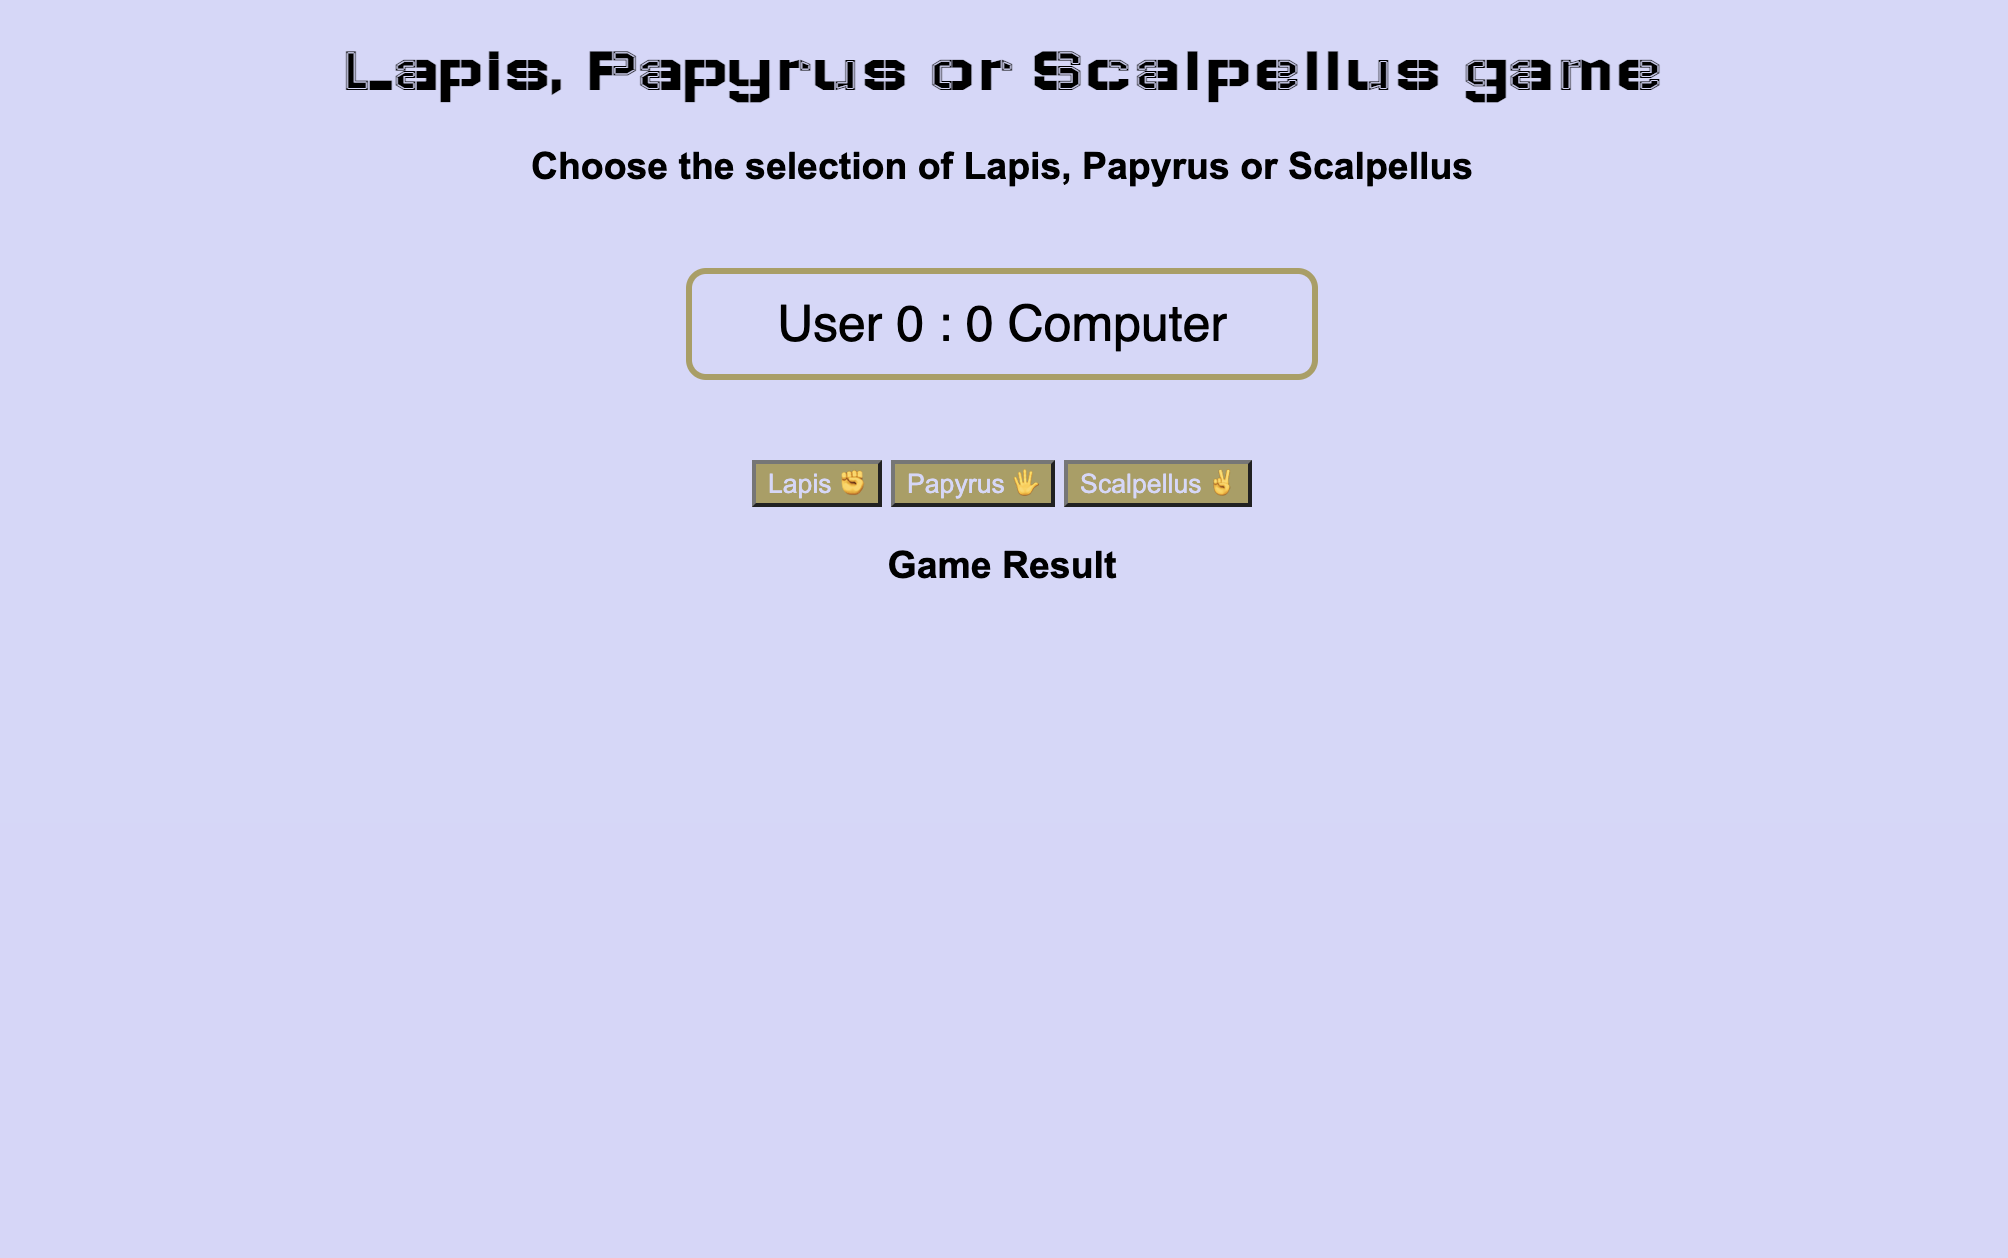 Lapis, Papyrus or Scalpellus game
Choose the selection of Lapis, Papyrus or Scalpellus
User 0 : 0 Computer
Lapis ✊ Papyrus 🖐 Scalpellus ✌
Game Result